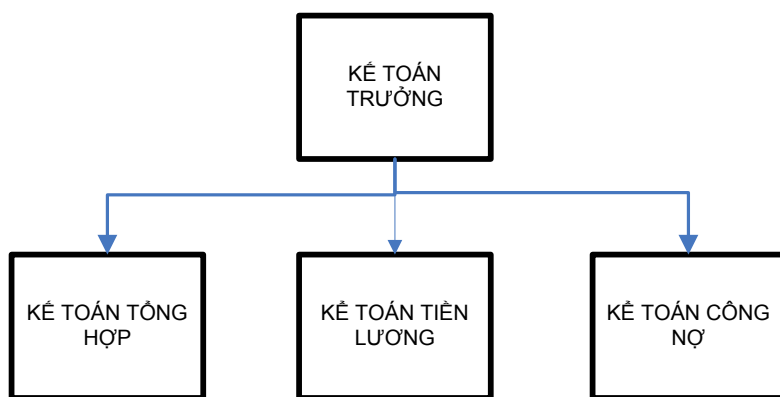 KẾ TOÁN
TRƯỞNG
KẾ TOÁN TỔNG
HỢP
KẾ TOÁN TIỀN
LƯƠNG
KẾ TOÁN CÔNG
NỢ